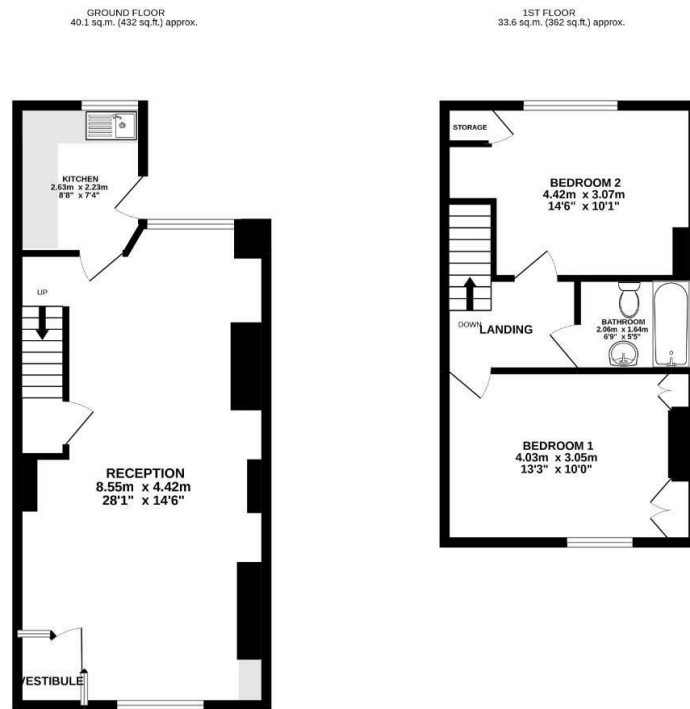 GROUND FLOOR
40.1 sq.m. (432 sq.ft.) approx.
KITCHEN
2.63m x 2.23m
8'8" x 7'4"
UP
RECEPTION
8.55m x 4.42m
28'1" x 14'6"
VESTIBULE
1ST FLOOR
33.6 sq.m. (362 sq.ft.) approx.
STORAGE
BEDROOM 2
4.42m x 3.07m
14'6" x 10'1"
DOWN
LANDING
BATHROOM
2.06m x 1.64m
6'9" x 5'5"
BEDROOM 1
4.03m x 3.05m
13'3" x 10'0"